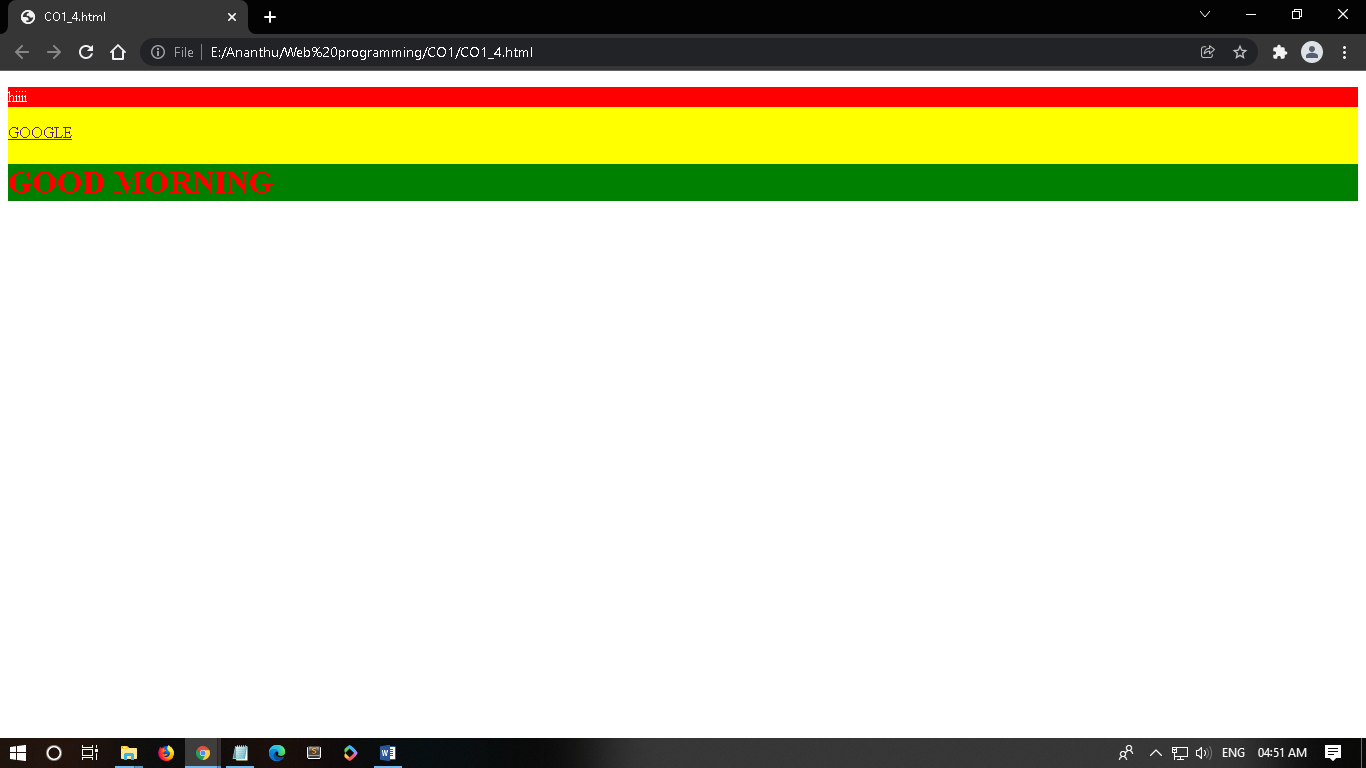 CO1_4.html
File
E:/Ananthu/Web%20programming/CO1/CO1_4.html
hiiii
GOOGLE
GOOD MORNING
ENG 04:51 AM